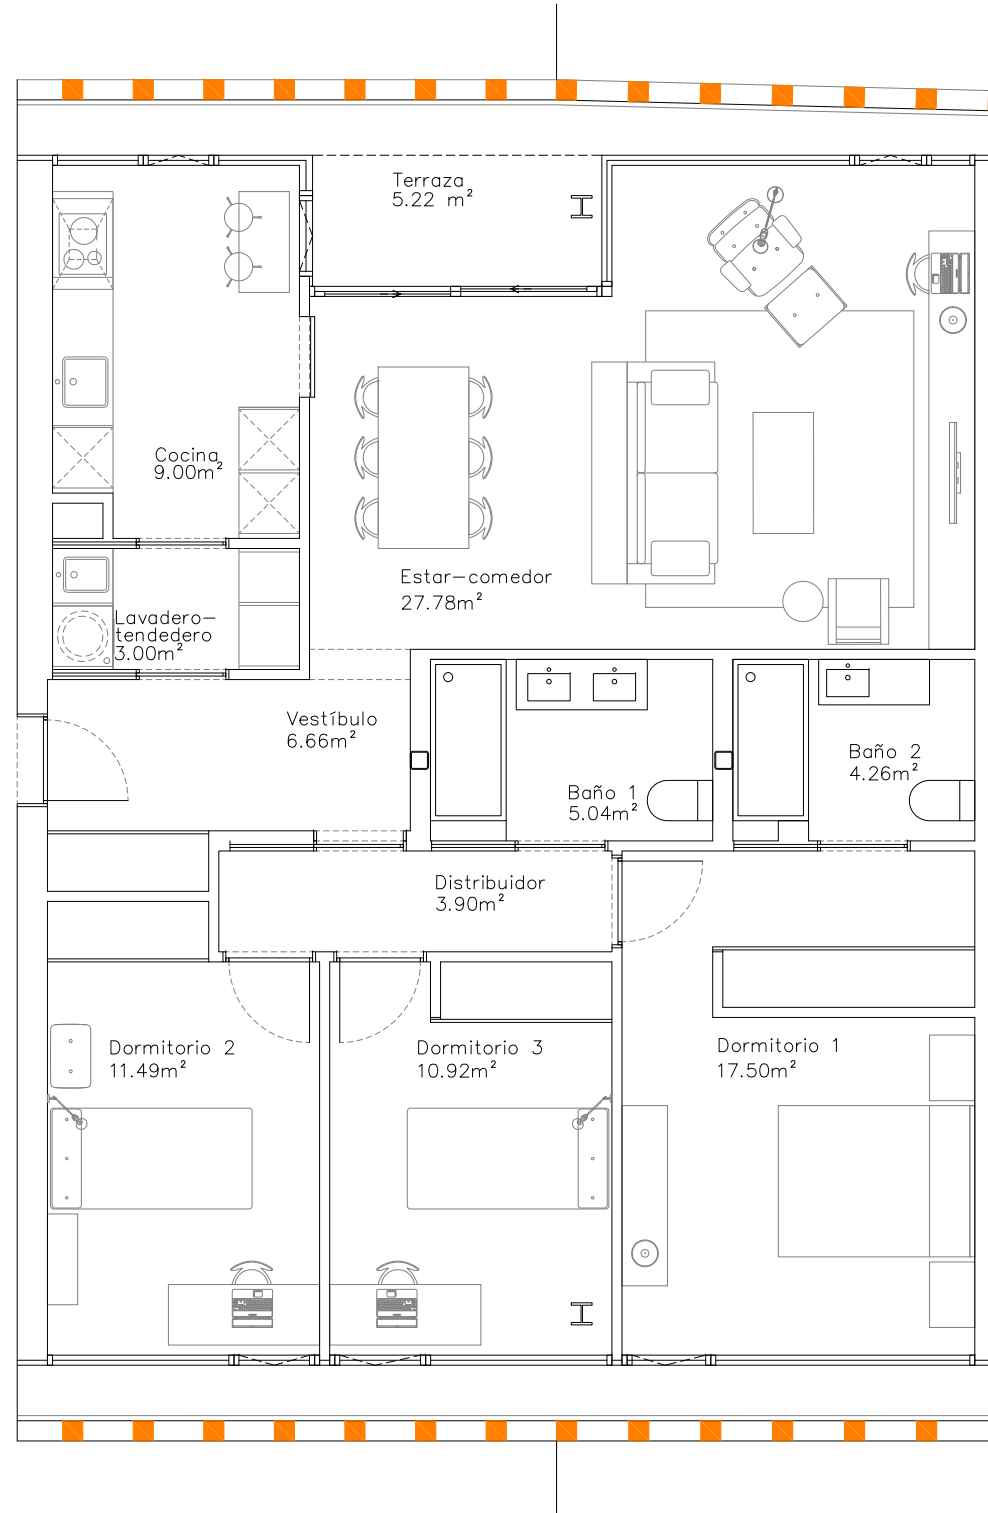 Terraza
5.22 m²
Cocina
9.00m²
Estar-comedor
27.78m²
Lavadero-
tendedero
3.00m²
Vestíbulo
6.66m²
Baño 2
4.26m²
Baño 1
5.04m²
Distribuidor
3.90m²
Dormitorio 2
11.49m²
Dormitorio 3
10.92m²
Dormitorio 1
17.50m²